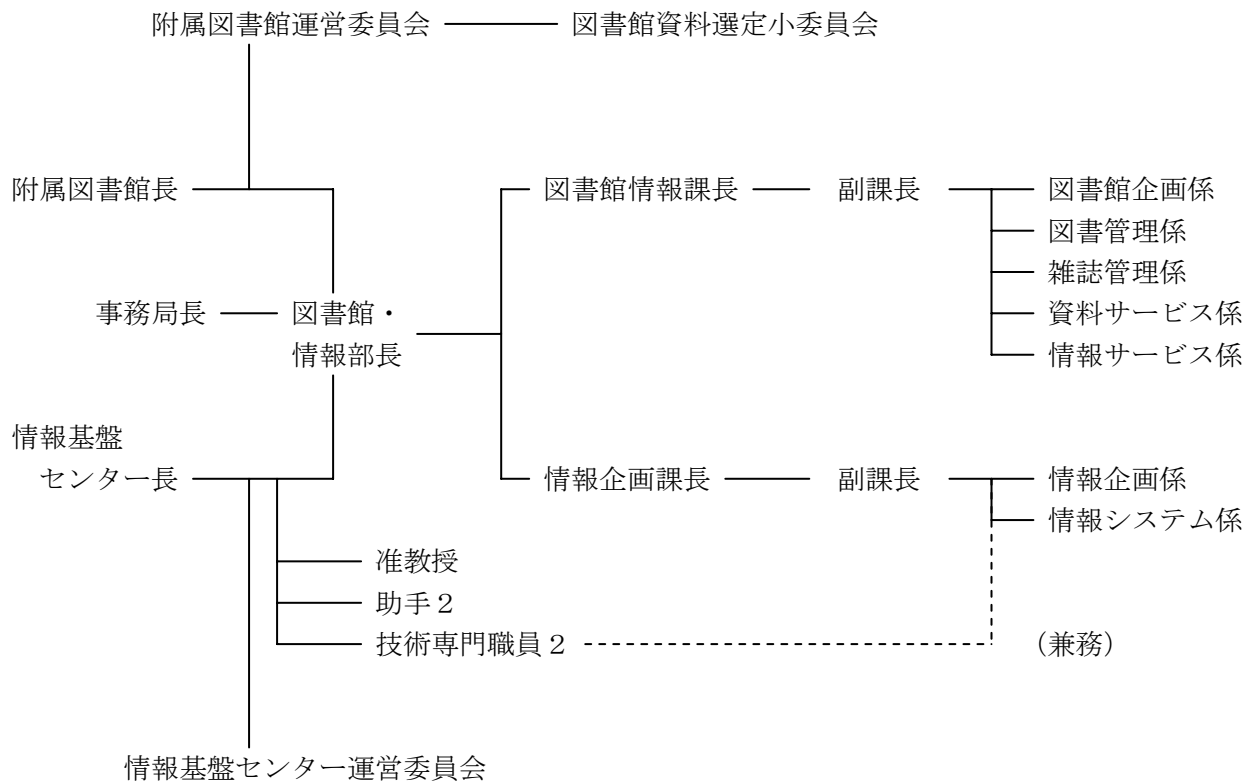 附属図書館運営委員会 図書館資料選定小委員会
附属図書館長 図書館情報課長 副課長 図書館企画係
図書管理係
雑誌管理係
事務局長 図書館・ 資料サービス係
情報部長 情報サービス係
情報基盤
センター長 情報企画課長 副課長 情報企画係
情報システム係
准教授
助手２
技術専門職員２ (兼務)
情報基盤センター運営委員会